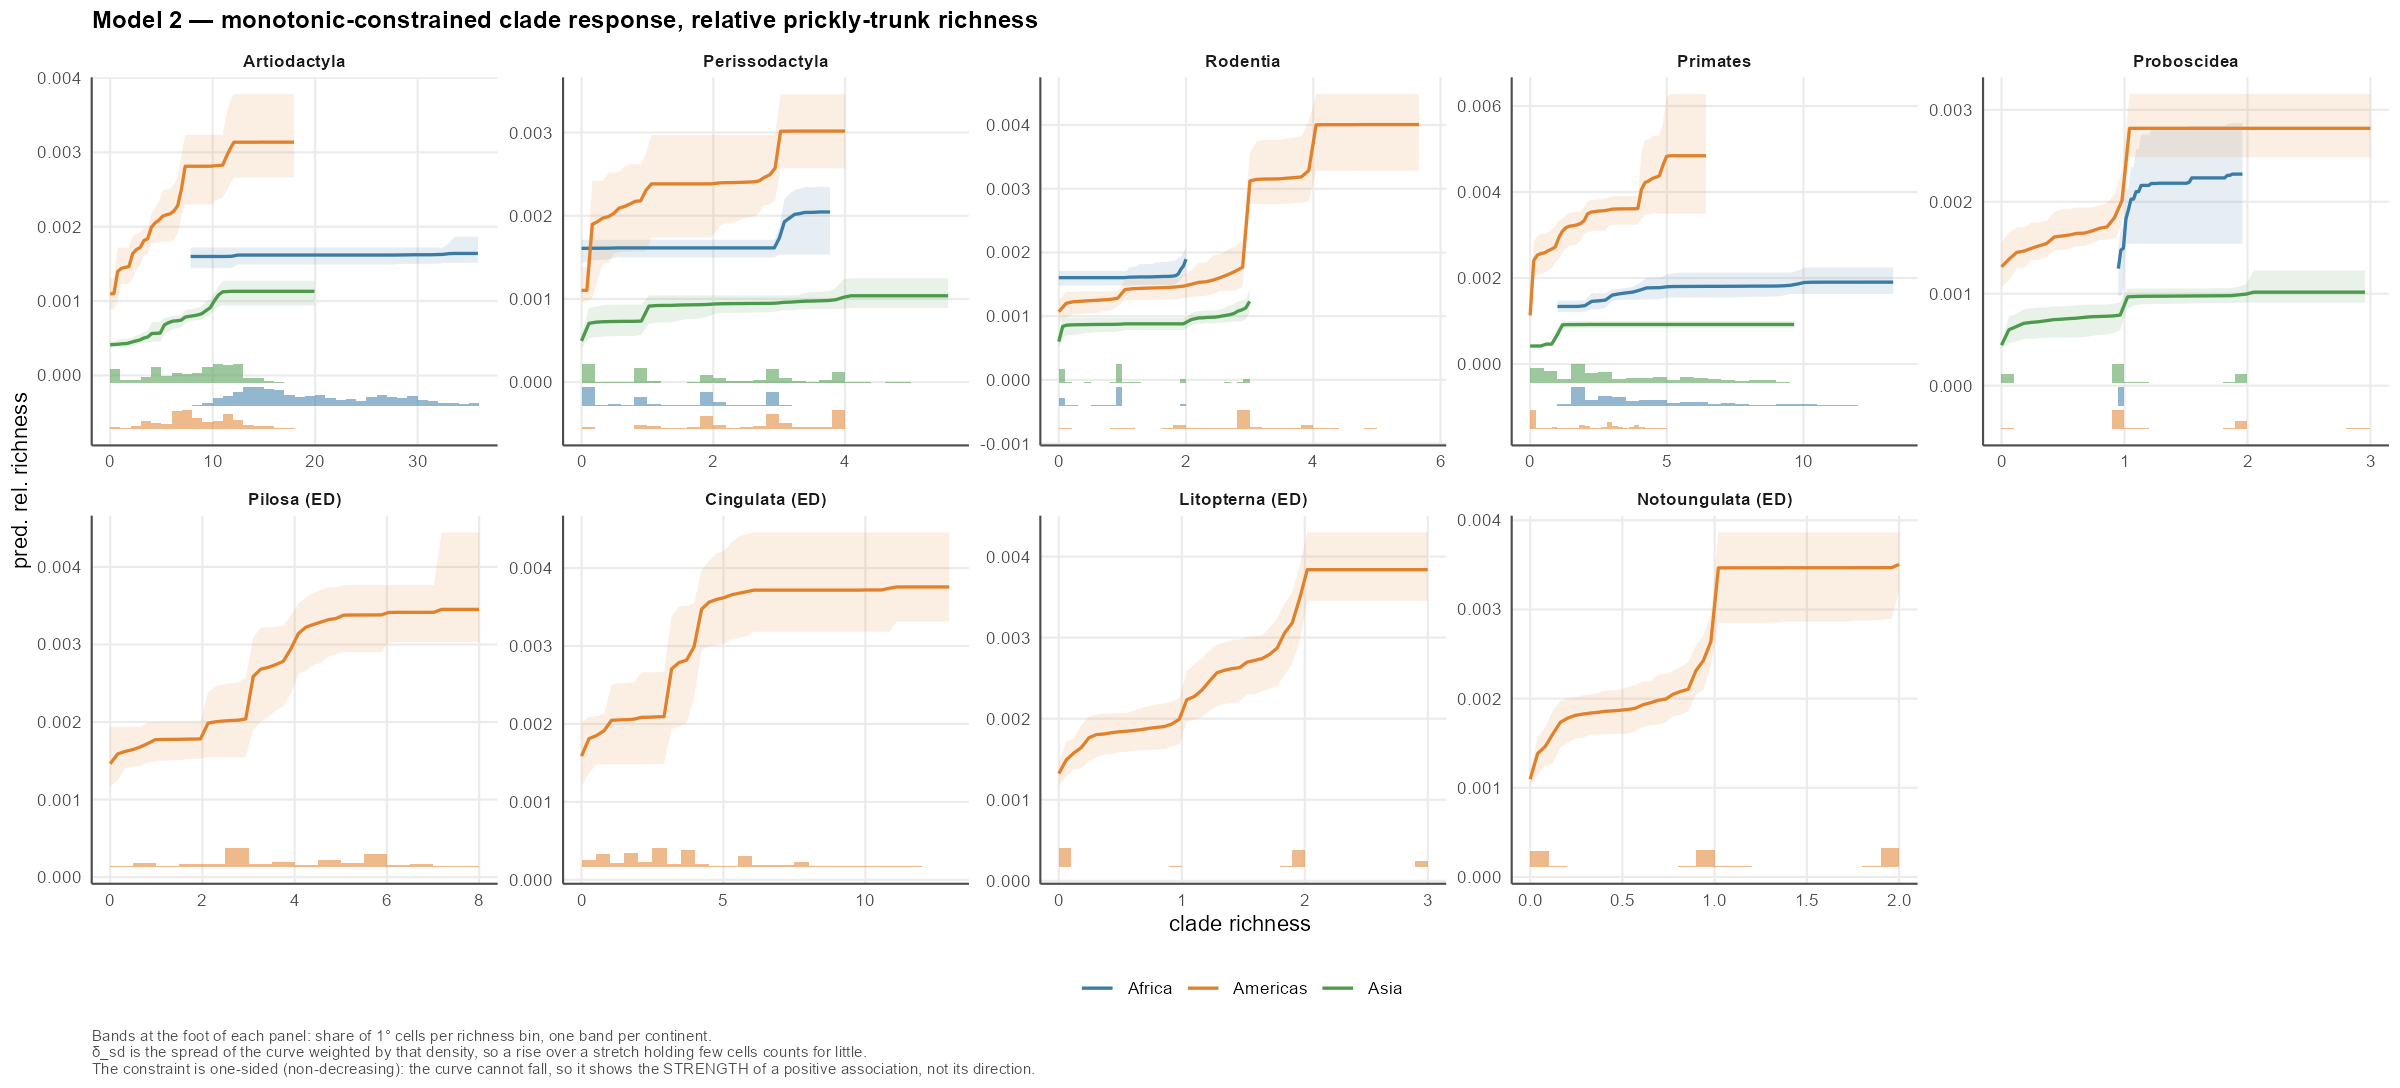 Model 2 — monotonic-constrained clade response, relative prickly-trunk richness
Artiodactyla
Perissodactyla
Rodentia
Primates
Proboscidea
pred. rel. richness
0.004
0.003
0.002
0.001
0.000
0 10 20 30
0.003
0.002
0.001
0.000
0 2 4
0.004
0.003
0.002
0.001
0.000
-0.001
0 2 4 6
0.006
0.004
0.002
0.000
0 5 10
0.003
0.002
0.001
0.000
0 1 2 3
Pilosa (ED)
Cingulata (ED)
Litopterna (ED)
Notoungulata (ED)
0.004
0.003
0.002
0.001
0.000
0 2 4 6 8
0.004
0.003
0.002
0.001
0.000
0 5 10
0.004
0.003
0.002
0.001
0.000
0 1 2 3
0.004
0.003
0.002
0.001
0.000
0.0 0.5 1.0 1.5 2.0
clade richness
Africa Americas Asia
Bands at the foot of each panel: share of 1° cells per richness bin, one band per continent.
δ_sd is the spread of the curve weighted by that density, so a rise over a stretch holding few cells counts for little.
The constraint is one-sided (non-decreasing): the curve cannot fall, so it shows the STRENGTH of a positive association, not its direction.